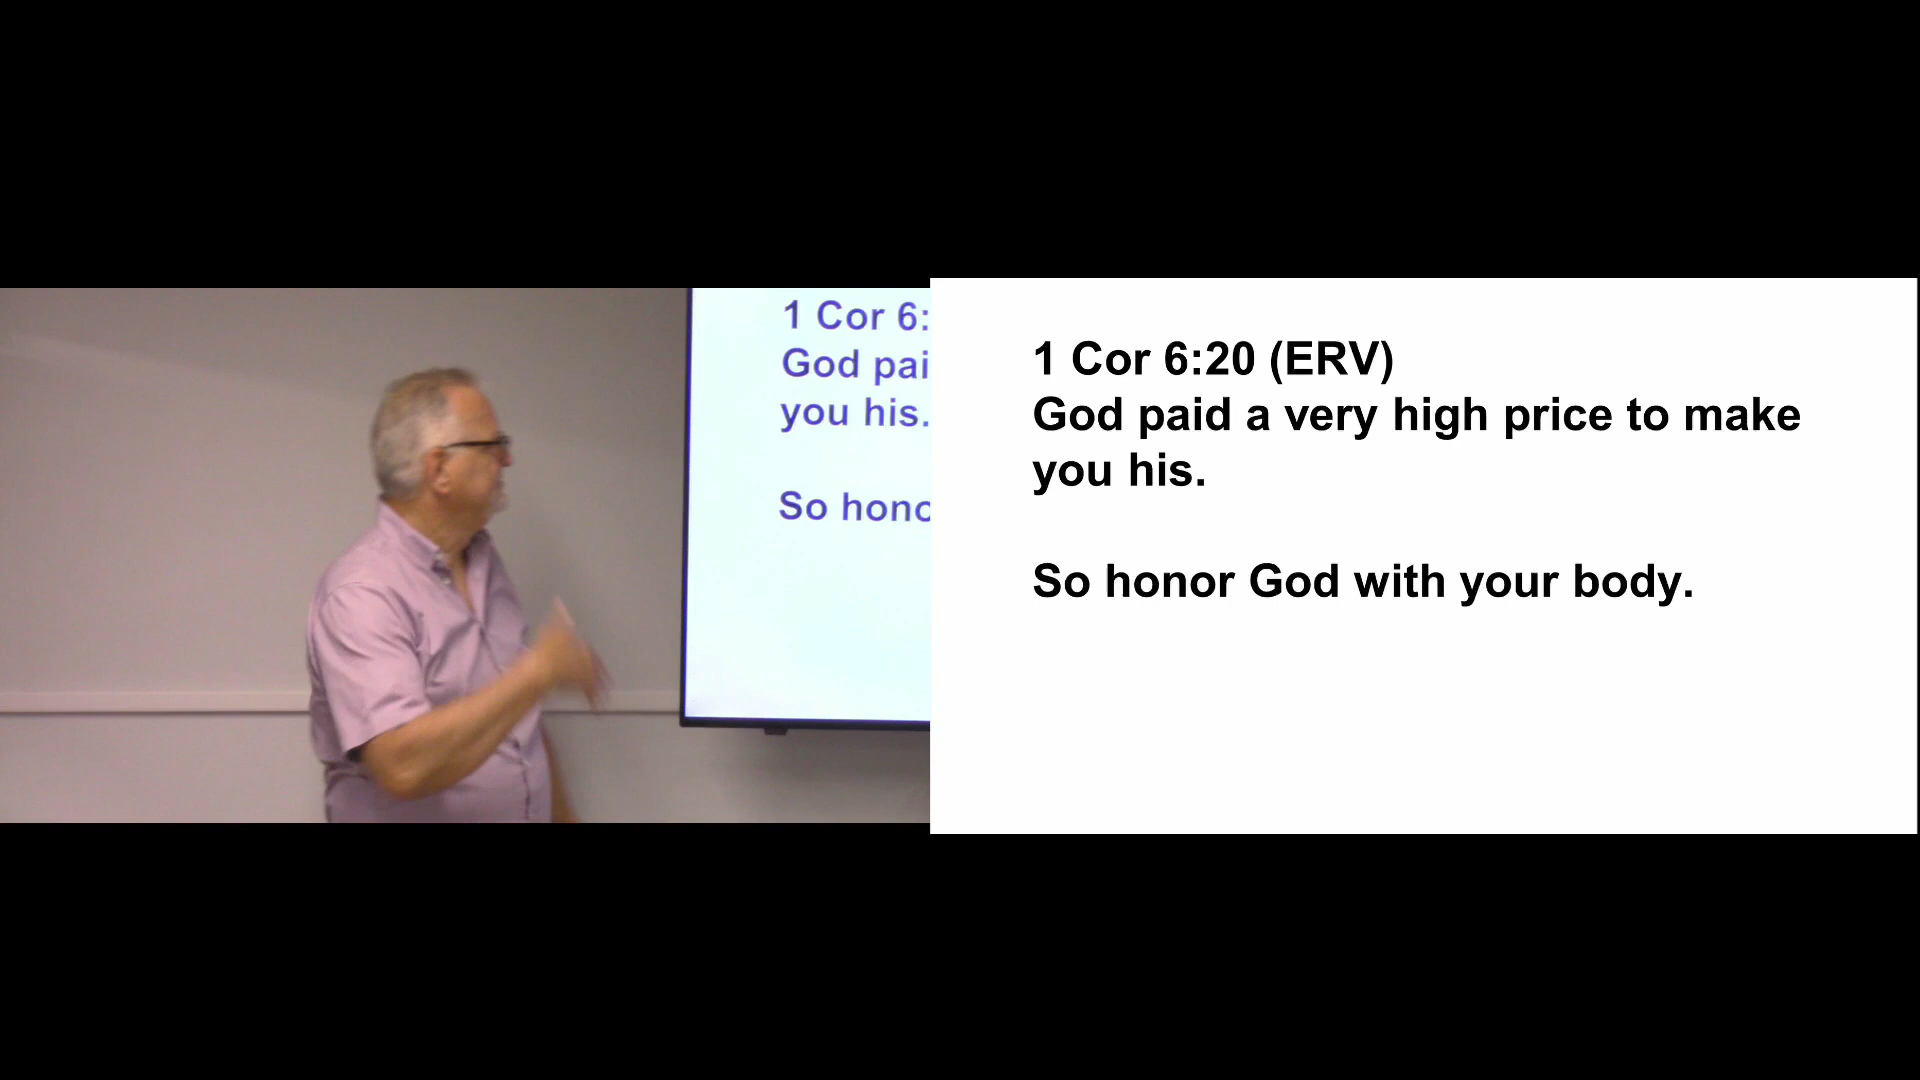 1 Cor 6:
God pai
you his.
So hono
1 Cor 6:20 (ERV)
God paid a very high price to make
you his.
So honor God with your body.